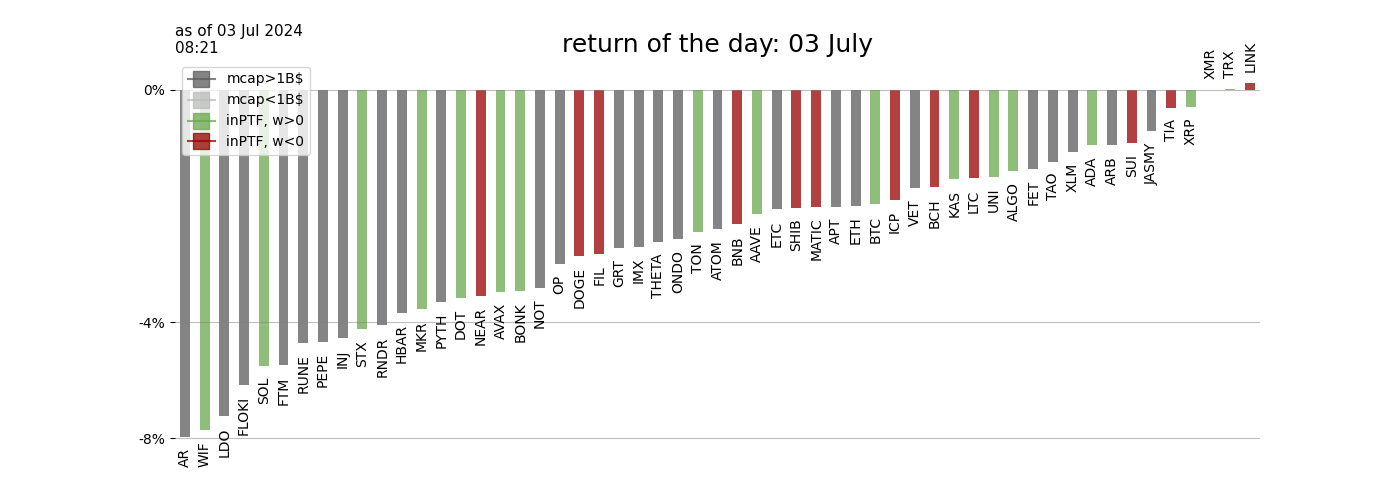 as of 03 Jul 2024
08:21
return of the day: 03 July
mcap>1B$
mcap<1B$
inPTF, w>0
inPTF, w<0
0%
-4%
-8%
AR
WIF
LDO
FLOKI
SOL
FTM
RUNE
PEPE
INJ
STX
RNDR
HBAR
MKR
PYTH
DOT
NEAR
AVAX
BONK
NOT
OP
DOGE
FIL
GRT
IMX
THETA
ONDO
TON
ATOM
BNB
AAVE
ETC
SHIB
MATIC
APT
ETH
BTC
ICP
VET
BCH
KAS
LTC
UNI
ALGO
FET
TAO
XLM
ADA
ARB
SUI
JASMY
TIA
XRP
XMR
TRX
LINK